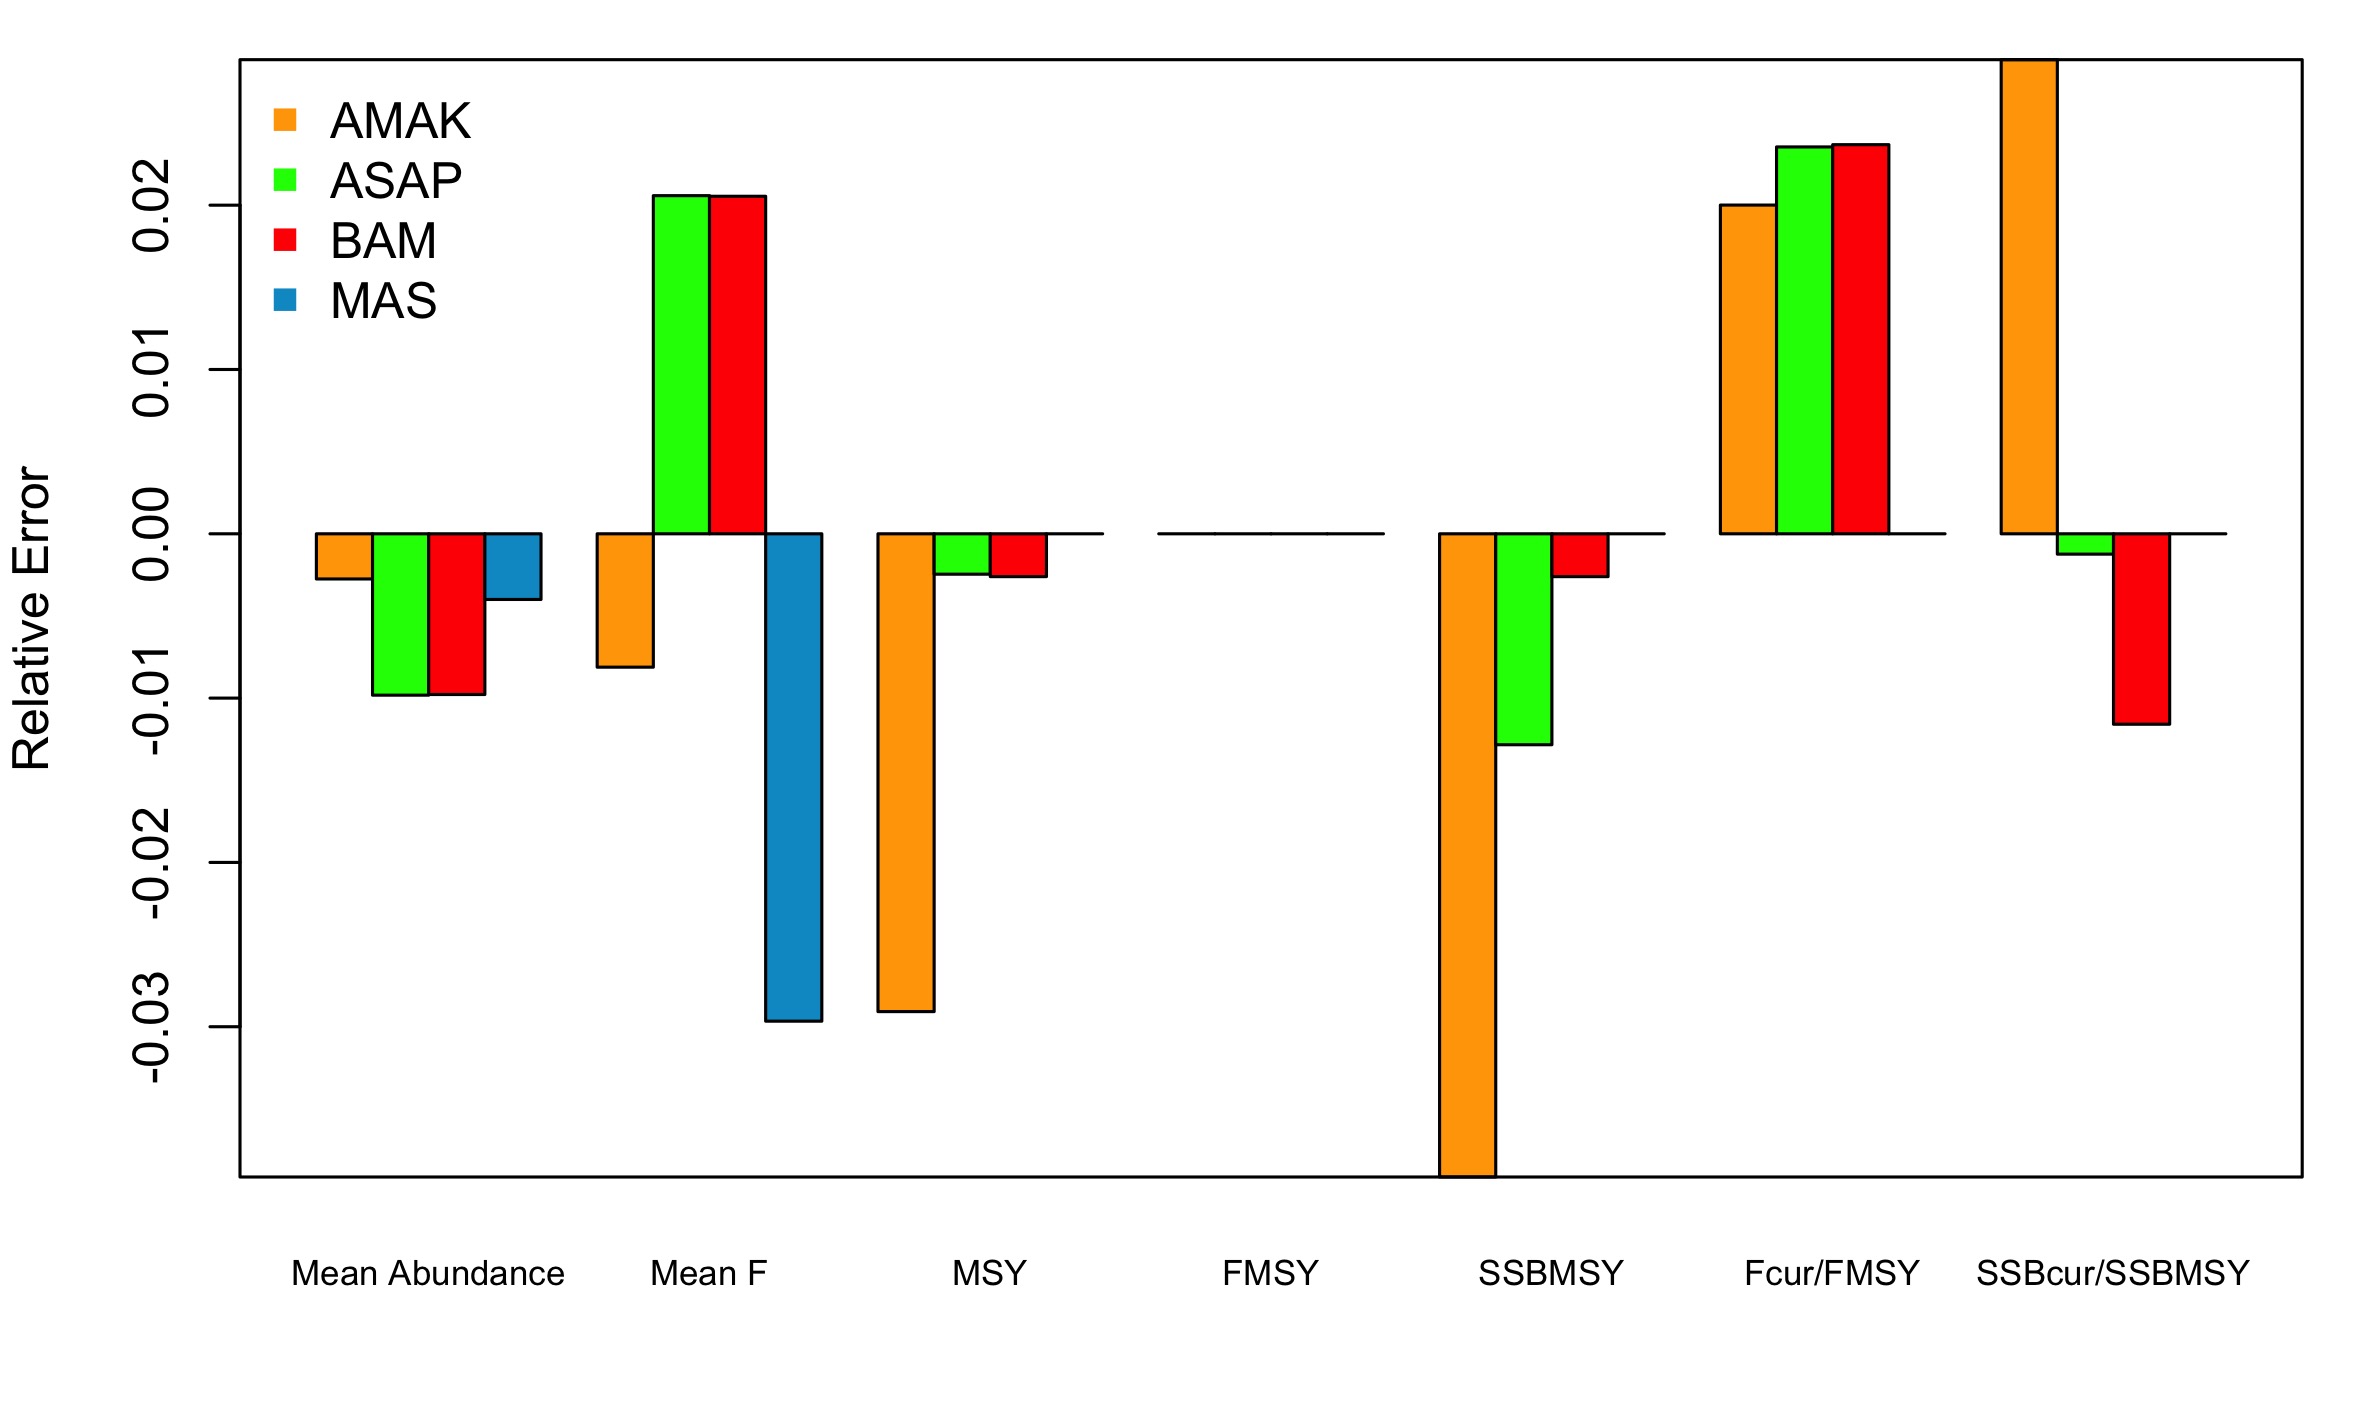 AMAK
ASAP
BAM
MAS
Relative Error
0.02
0.01
0.00
-0.01
-0.02
-0.03
Mean Abundance
Mean F
MSY
FMSY
SSBMSY
Fcur/FMSY
SSBcur/SSBMSY